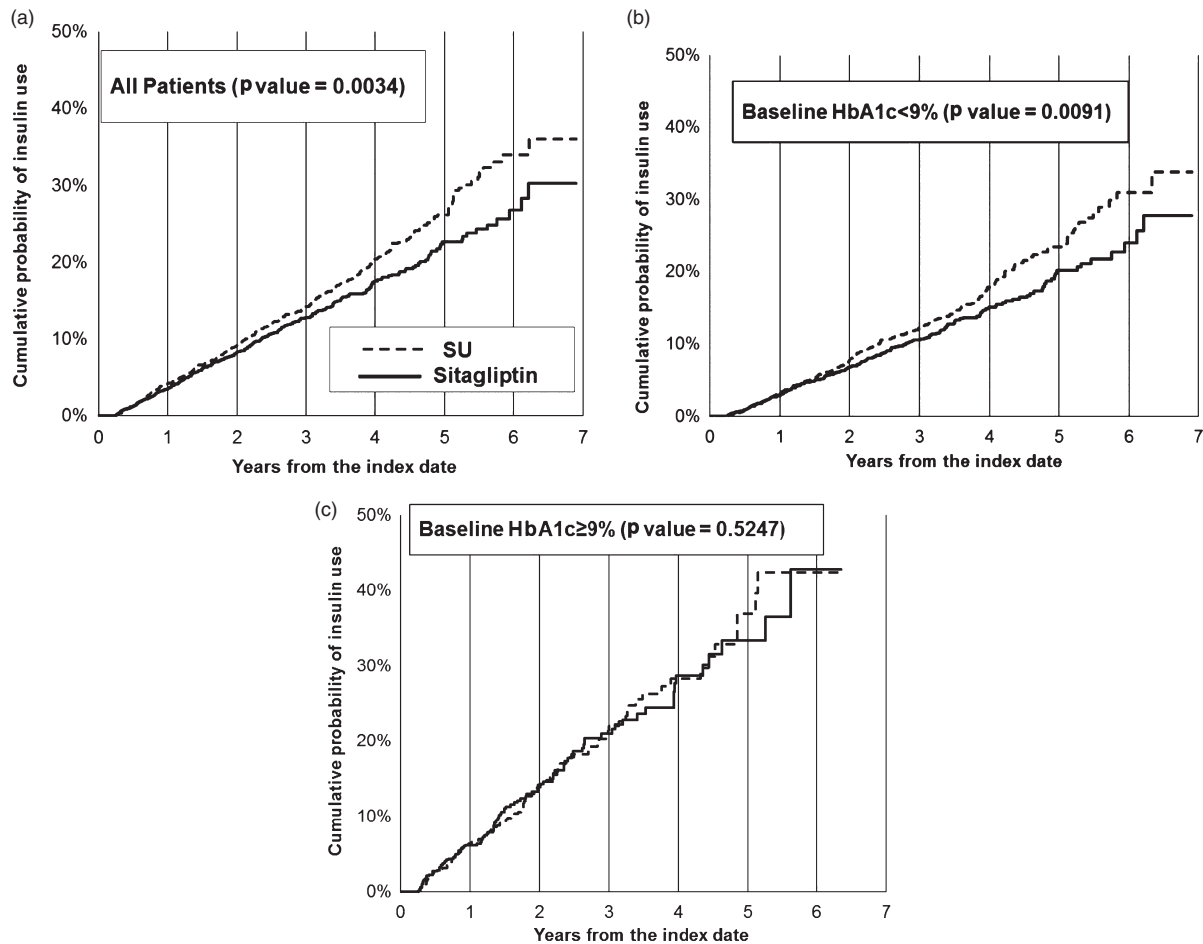 (a)
50%
40%
30%
20%
10%
0%
Cumulative probability of insulin use
All Patients (p value = 0.0034)
SU
Sitagliptin
0 1 2 3 4 5 6 7
Years from the index date
(b)
50%
40%
30%
20%
10%
0%
Cumulative probability of insulin use
Baseline HbA1c<9% (p value = 0.0091)
0 1 2 3 4 5 6 7
Years from the index date
(c)
50%
40%
30%
20%
10%
0%
Cumulative probability of insulin use
Baseline HbA1c≥9% (p value = 0.5247)
0 1 2 3 4 5 6 7
Years from the index date